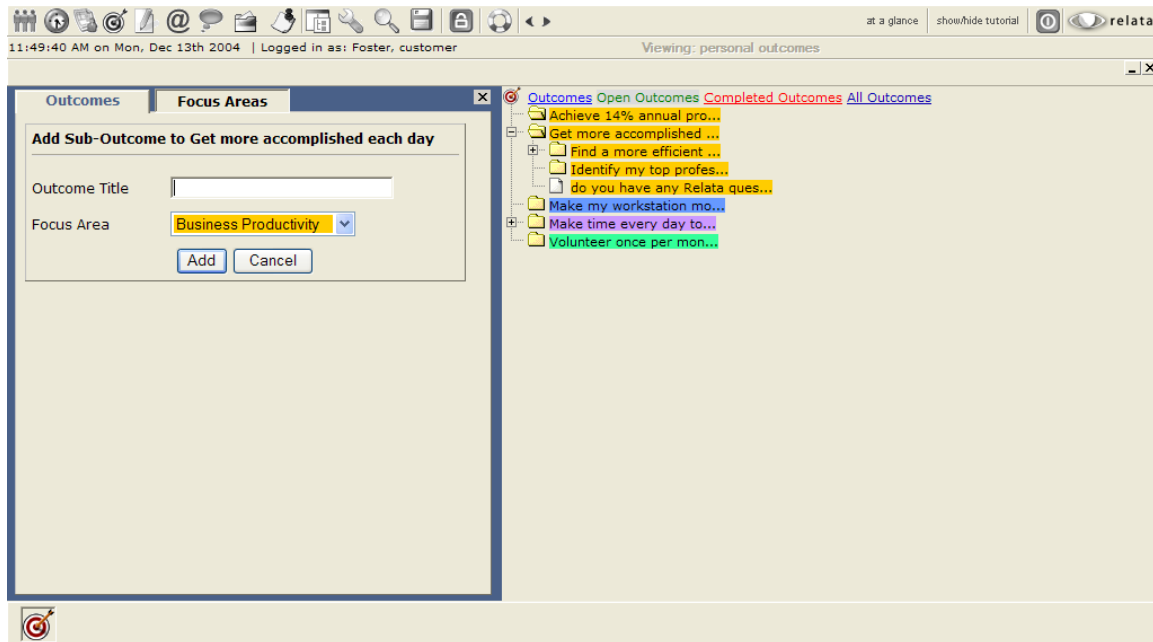 at a glance show/hide tutorial relata
11:49:40 AM on Mon, Dec 13th 2004 | Logged in as: Foster, customer Viewing: personal outcomes
Outcomes Focus Areas
Add Sub-Outcome to Get more accomplished each day
Outcome Title
Focus Area Business Productivity
Add Cancel
Outcomes Open Outcomes Completed Outcomes All Outcomes
Achieve 14% annual pro...
Get more accomplished ...
Find a more efficient ...
Identify my top profes...
do you have any Relata ques...
Make my workstation mo...
Make time every day to...
Volunteer once per mon...